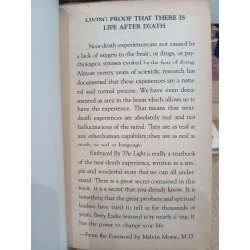 LIVING PROOF THAT THERE IS
LIFE AFTER DEATH
Near-death experiences are not caused by
a lack of oxygen to the brain, or drugs, or psy-
chological stresses evoked by the fear of dying.
Almost twenty years of scientific research has
documented that these experiences are a natu-
ral and normal process. We have even docu-
mented an area in the brain which allows us to
have the experience. That means that near-
death experiences are absolutely real and not
hallucinations of the mind. They are as real as
any other human capability; they are as real as
math, as real as language.
Embraced By The Light is really a textbook
of the near-death experience, written as a sim-
ple and wonderful story that we can all under-
stand. There is a great secret contained in this
book. It is a secret that you already know. It is
something that the great prophets and spiritual
leaders have tried to tell us for thousands of
years. Betty Eadie learned it by nearly dying. It
has the power to change your life.
—From the Foreword by Melvin Morse, M.D.